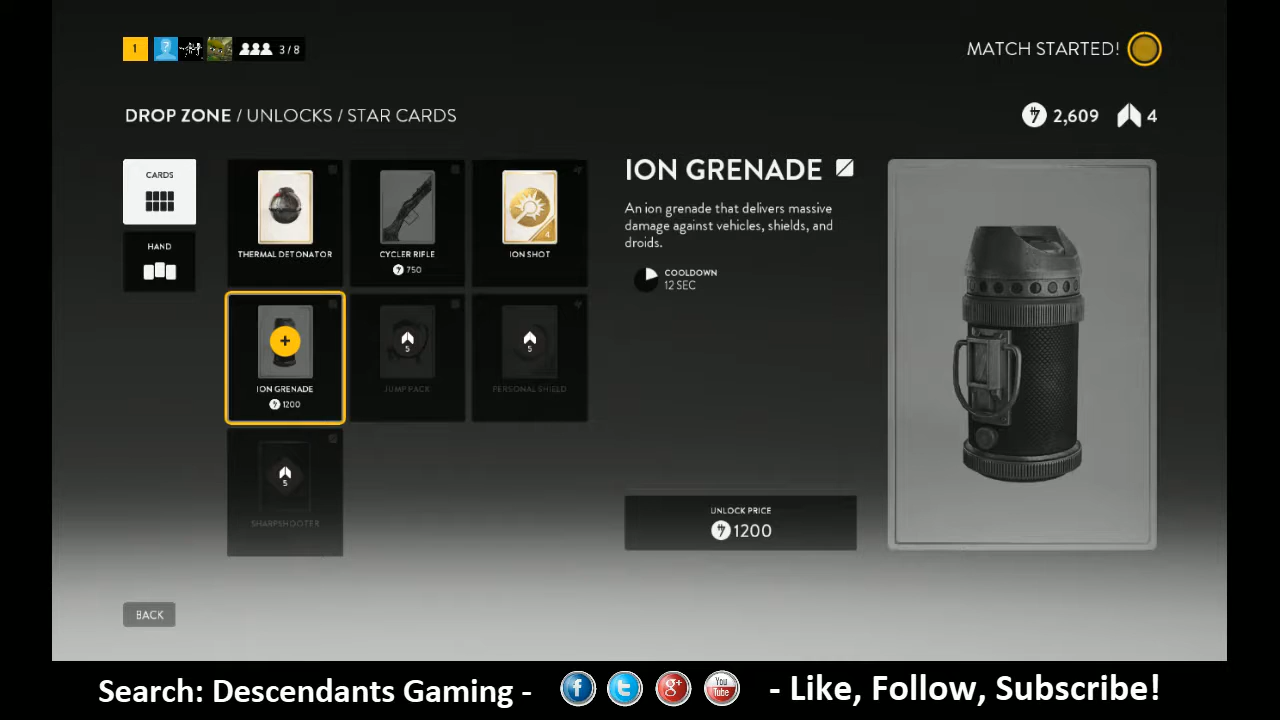 1
3 / 8
MATCH STARTED!
DROP ZONE / UNLOCKS / STAR CARDS
2,609
4
CARDS
HAND
THERMAL DETONATOR
CYCLER RIFLE
750
4
ION SHOT
ION GRENADE
1200
5
JUMP PACK
5
PERSONAL SHIELD
5
SHARPSHOOTER
ION GRENADE
An ion grenade that delivers massive
damage against vehicles, shields, and
droids.
COOLDOWN
12 SEC
UNLOCK PRICE
1200
BACK
Search: Descendants Gaming -
f
t
g+
You
Tube
- Like, Follow, Subscribe!